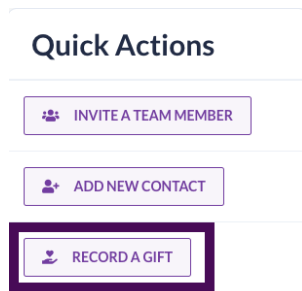 Quick Actions
INVITE A TEAM MEMBER
ADD NEW CONTACT
RECORD A GIFT